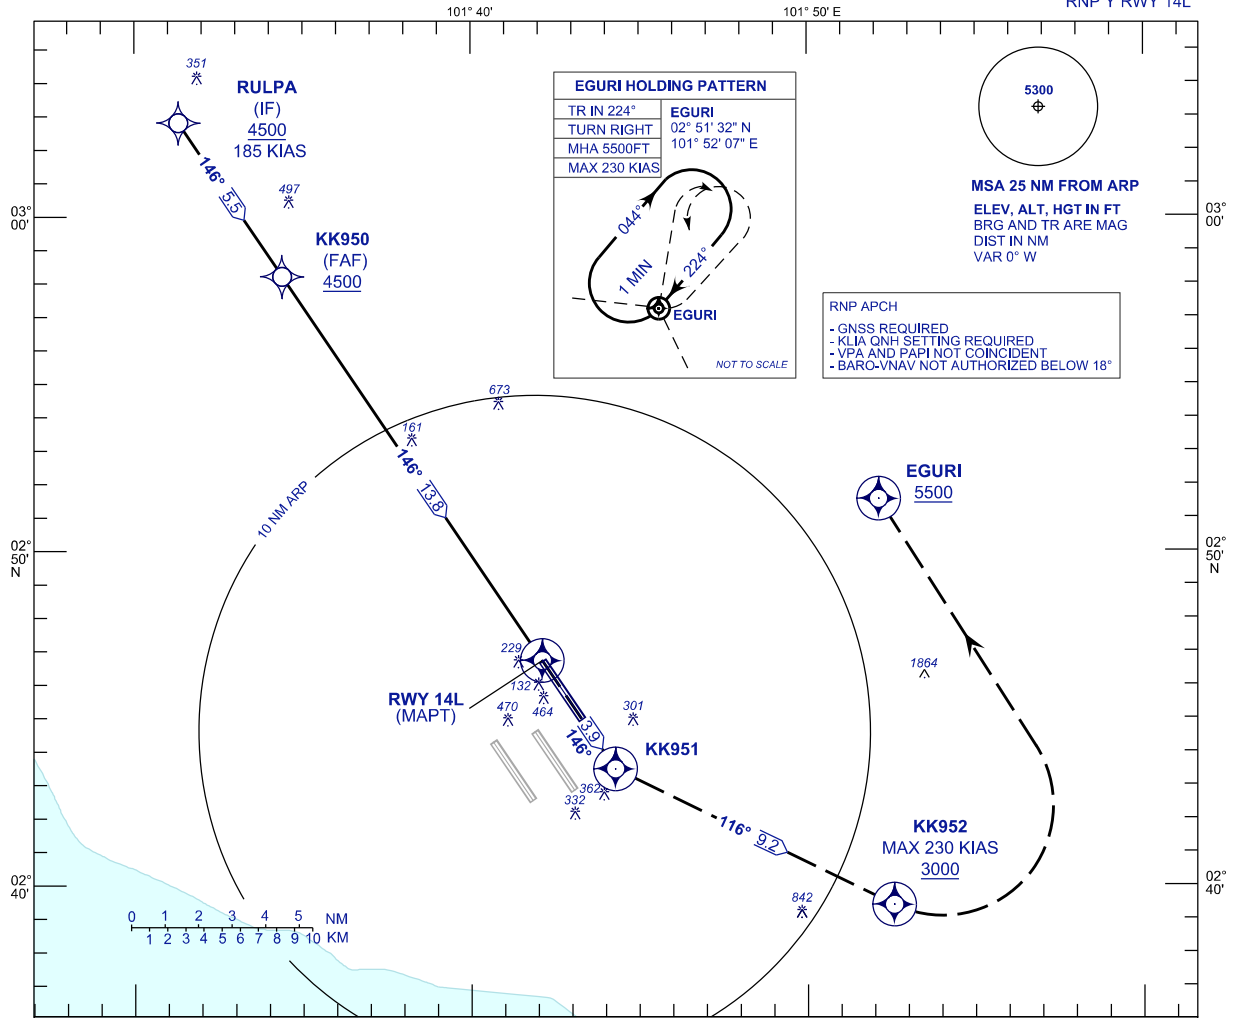 RNP Y RWY 14L
101° 40'
101° 50' E
351
RULPA
(IF)
4500
185 KIAS
146°
5.5
497
KK950
(FAF)
4500
EGURI HOLDING PATTERN
TR IN 224°
TURN RIGHT
MHA 5500FT
MAX 230 KIAS
EGURI
02° 51' 32" N
101° 52' 07" E
044°
1 MIN
224°
EGURI
NOT TO SCALE
5300
MSA 25 NM FROM ARP
ELEV, ALT, HGT IN FT
BRG AND TR ARE MAG
DIST IN NM
VAR 0° W
03°
00'
03°
00'
RNP APCH
- GNSS REQUIRED
- KLIA QNH SETTING REQUIRED
- VPA AND PAPI NOT COINCIDENT
- BARO-VNAV NOT AUTHORIZED BELOW 18°
673
161
146°
13.8
10 NM ARP
EGURI
5500
02°
50'
N
02°
50'
N
229
132
464
470
RWY 14L
(MAPT)
301
3.9
146°
KK951
1864
362
332
116°
9.2
KK952
MAX 230 KIAS
3000
842
02°
40'
02°
40'
0 1 2 3 4 5 NM
1 2 3 4 5 6 7 8 9 10 KM